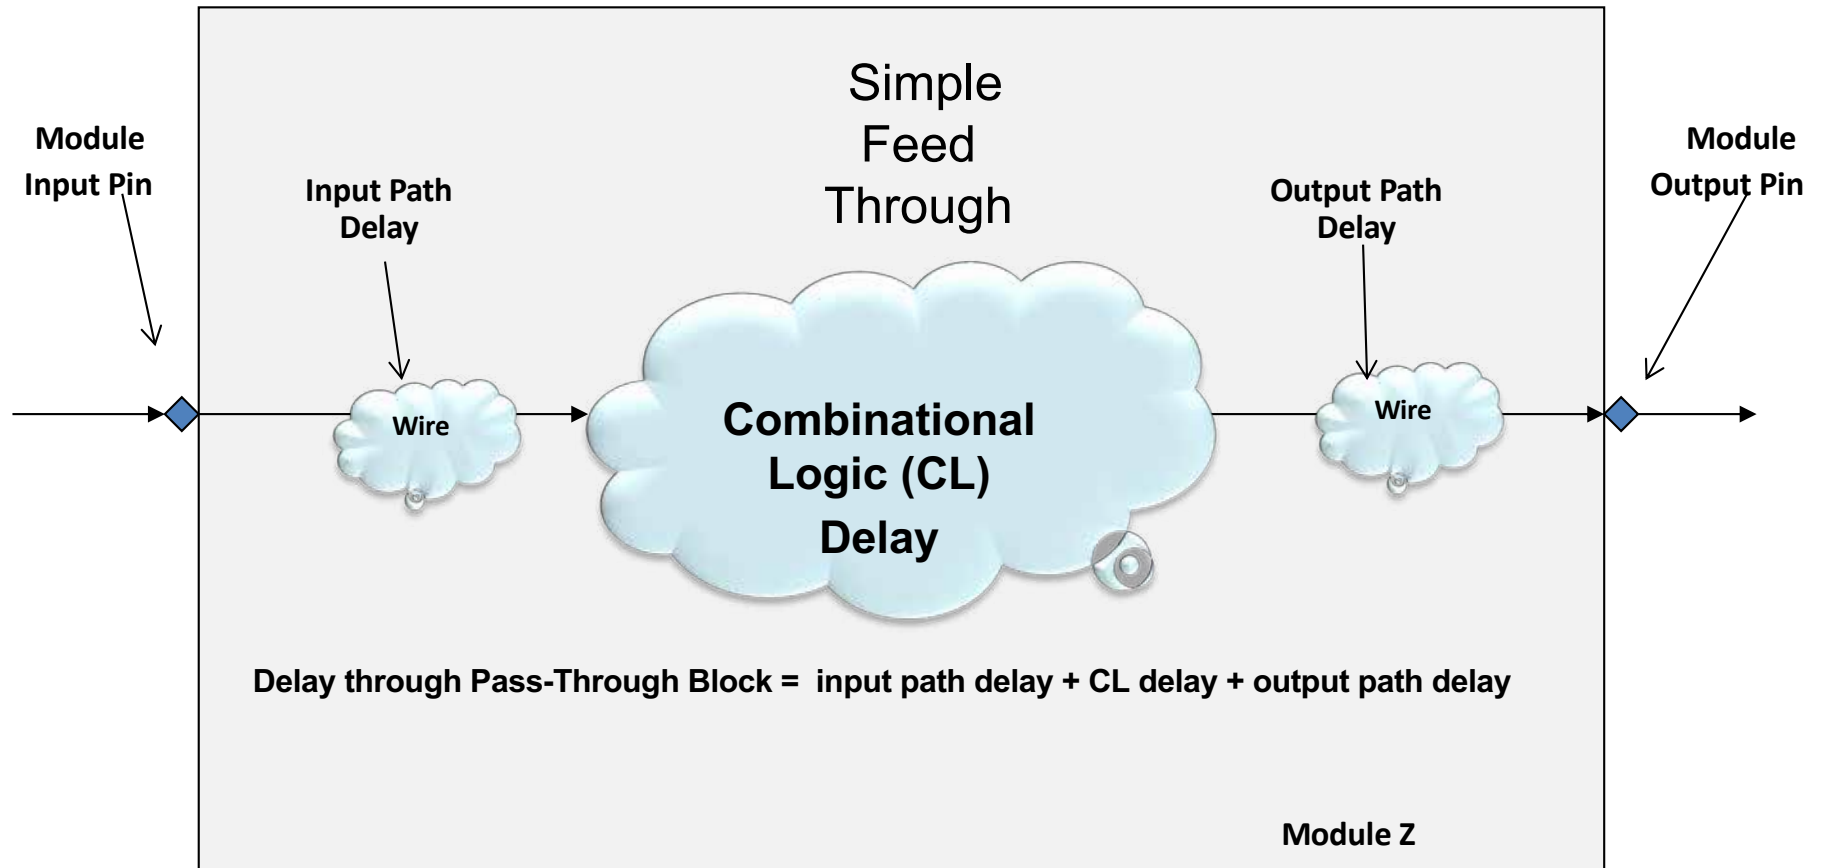 Simple
Feed
Through
Module
Input Pin
Input Path
Delay
Output Path
Delay
Module
Output Pin
Wire
Combinational
Logic (CL)
Delay
Wire
Delay through Pass-Through Block = input path delay + CL delay + output path delay
Module Z